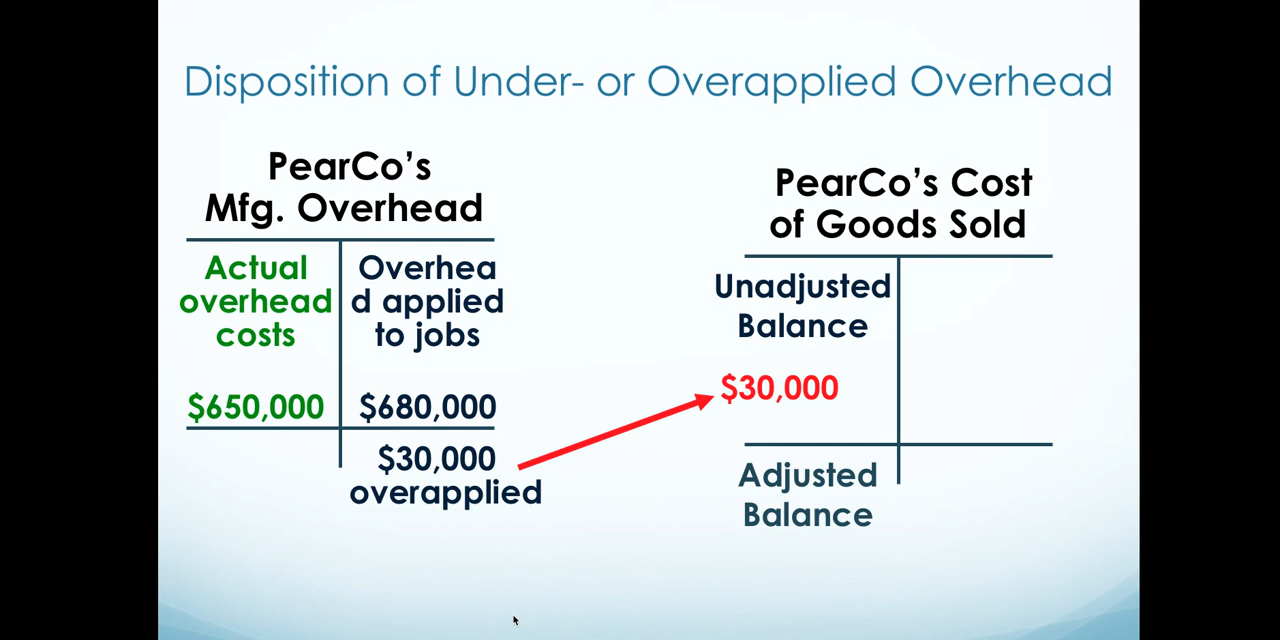 Disposition of Under- or Overapplied Overhead
PearCo’s
Mfg. Overhead
Actual
overhead
costs
$650,000
Overhea
d applied
to jobs
$680,000
$30,000
overapplied
PearCo’s Cost
of Goods Sold
Unadjusted
Balance
$30,000
Adjusted
Balance